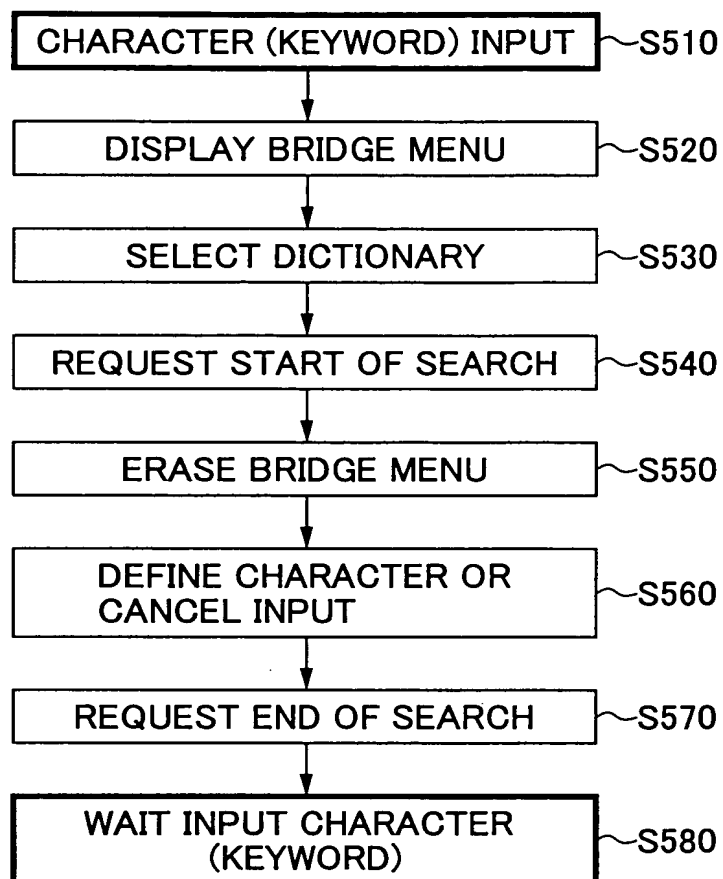 CHARACTER (KEYWORD) INPUT S510
DISPLAY BRIDGE MENU S520
SELECT DICTIONARY S530
REQUEST START OF SEARCH S540
ERASE BRIDGE MENU S550
DEFINE CHARACTER OR
CANCEL INPUT S560
REQUEST END OF SEARCH S570
WAIT INPUT CHARACTER
(KEYWORD) S580